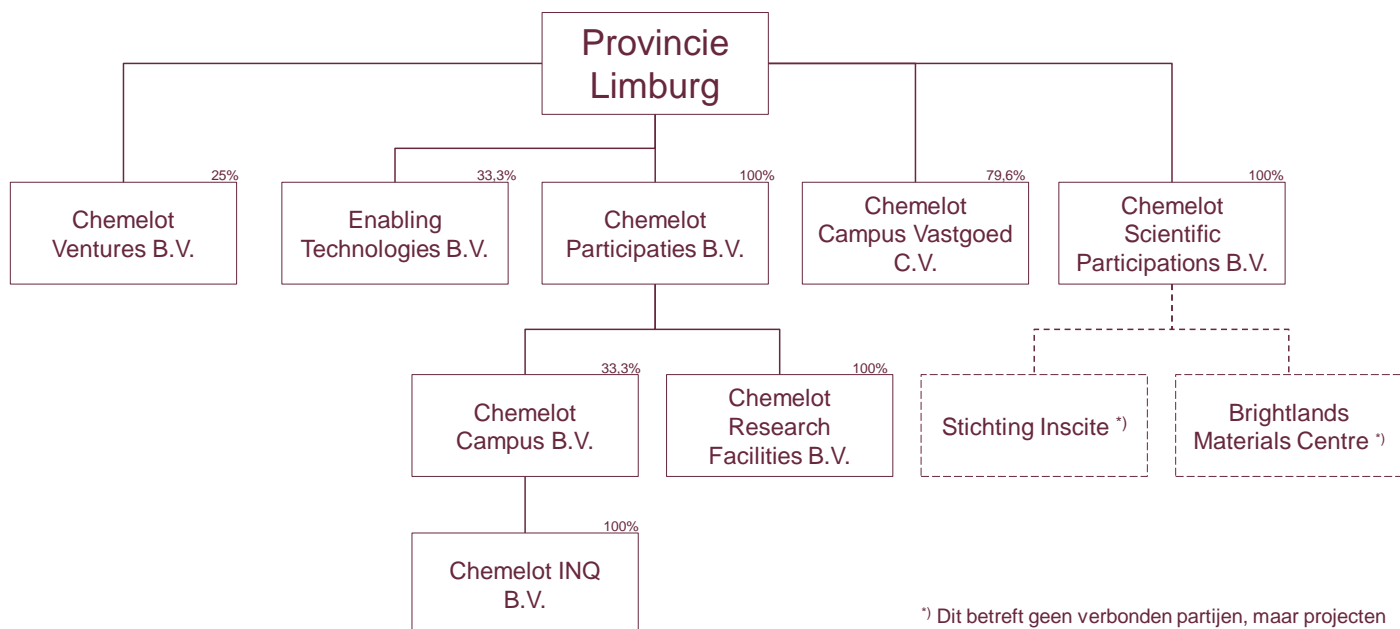 Provincie
Limburg
25%
Chemelot
Ventures B.V.
33,3%
Enabling
Technologies B.V.
100%
Chemelot
Participaties B.V.
79,6%
Chemelot
Campus Vastgoed
C.V.
100%
Chemelot
Scientific
Participations B.V.
33,3%
Chemelot
Campus B.V.
100%
Chemelot
Research
Facilities B.V.
Stichting Inscite *)
Brightlands
Materials Centre *)
100%
Chemelot INQ
B.V.
*) Dit betreft geen verbonden partijen, maar projecten